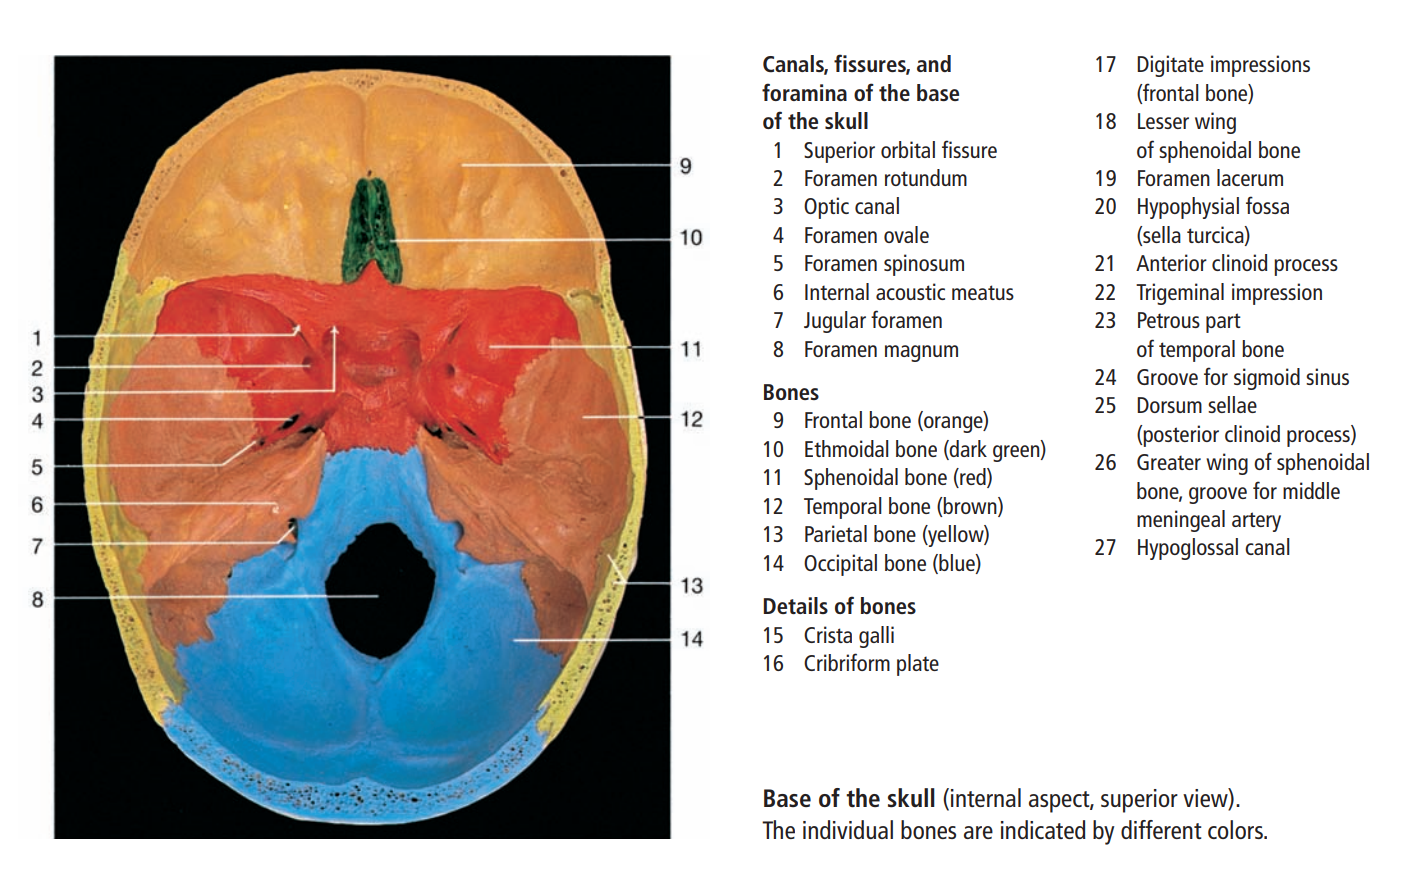 1
2
3
4
5
6
7
8
9
10
11
12
13
14
Canals, fissures, and
foramina of the base
of the skull
1 Superior orbital fissure
2 Foramen rotundum
3 Optic canal
4 Foramen ovale
5 Foramen spinosum
6 Internal acoustic meatus
7 Jugular foramen
8 Foramen magnum
Bones
9 Frontal bone (orange)
10 Ethmoidal bone (dark green)
11 Sphenoidal bone (red)
12 Temporal bone (brown)
13 Parietal bone (yellow)
14 Occipital bone (blue)
Details of bones
15 Crista galli
16 Cribriform plate
17 Digitate impressions
(frontal bone)
18 Lesser wing
of sphenoidal bone
19 Foramen lacerum
20 Hypophysial fossa
(sella turcica)
21 Anterior clinoid process
22 Trigeminal impression
23 Petrous part
of temporal bone
24 Groove for sigmoid sinus
25 Dorsum sellae
(posterior clinoid process)
26 Greater wing of sphenoidal
bone, groove for middle
meningeal artery
27 Hypoglossal canal
Base of the skull (internal aspect, superior view).
The individual bones are indicated by different colors.